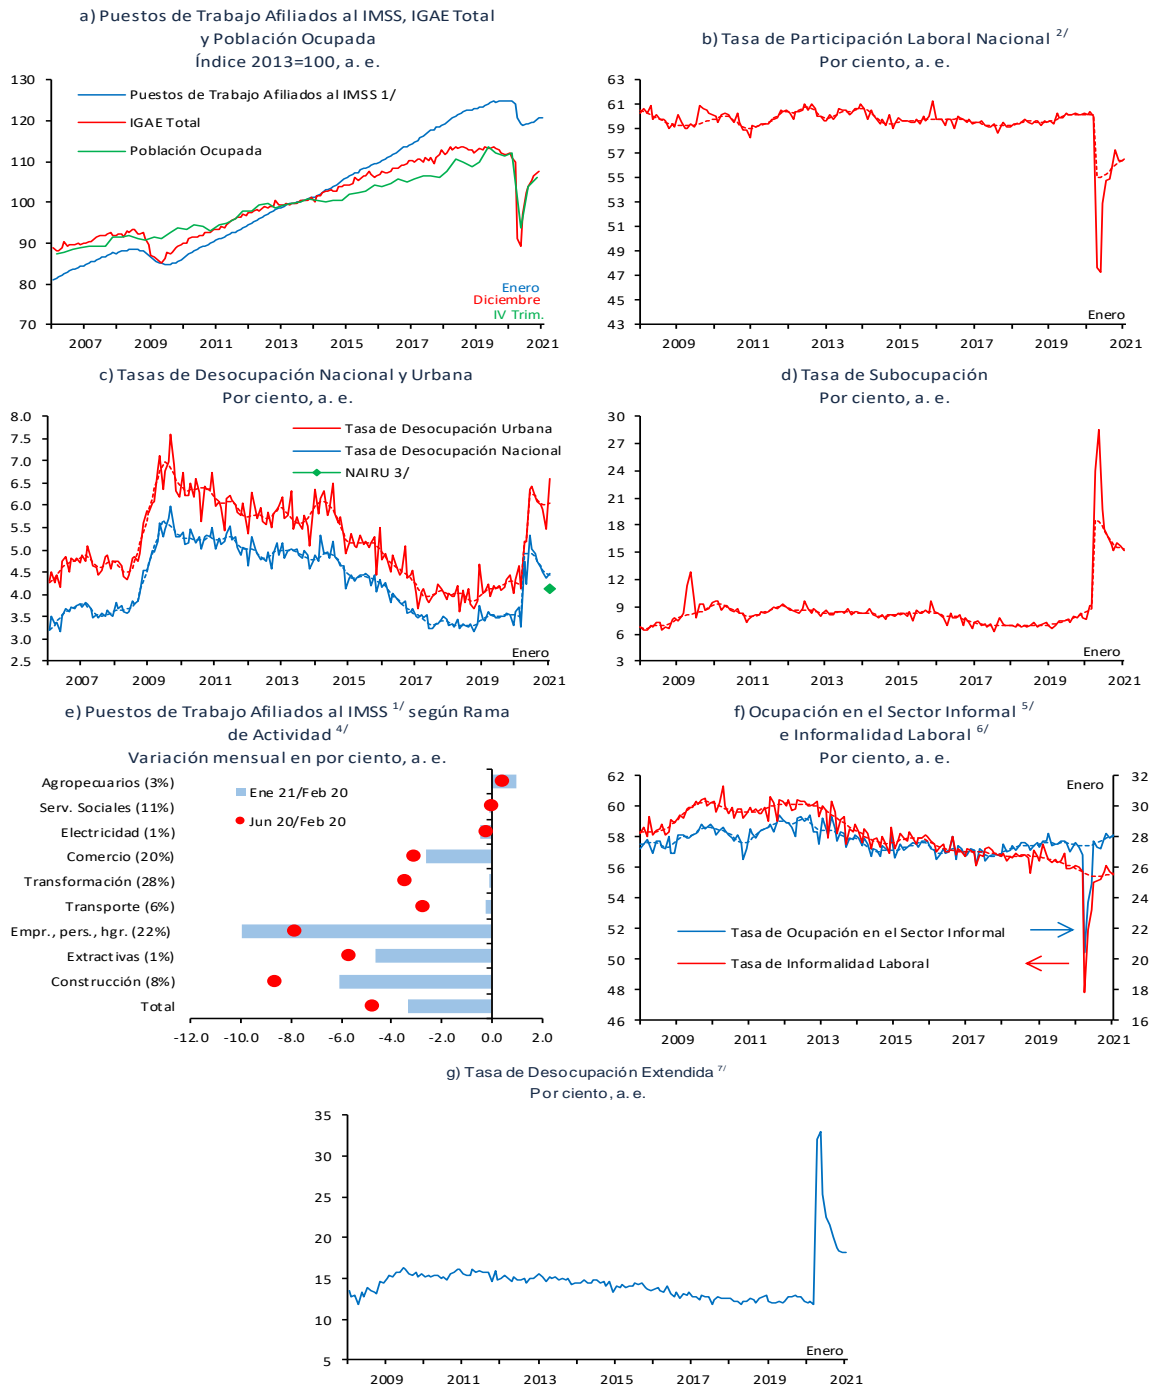 a) Puestos de Trabajo Afiliados al IMSS, IGAE Total
y Población Ocupada
Índice 2013=100, a. e.
130
120
110
100
90
80
70
Puestos de Trabajo Afiliados al IMSS 1/
IGAE Total
Población Ocupada
Enero
Diciembre
IV Trim.
2007 2009 2011 2013 2015 2017 2019 2021
b) Tasa de Participación Laboral Nacional 2/
Por ciento, a. e.
63
61
59
57
55
53
51
49
47
45
43
Enero
2009 2011 2013 2015 2017 2019 2021
c) Tasas de Desocupación Nacional y Urbana
Por ciento, a. e.
8.0
7.5
7.0
6.5
6.0
5.5
5.0
4.5
4.0
3.5
3.0
2.5
Tasa de Desocupación Urbana
Tasa de Desocupación Nacional
NAIRU 3/
Enero
2007 2009 2011 2013 2015 2017 2019 2021
d) Tasa de Subocupación
Por ciento, a. e.
30
27
24
21
18
15
12
9
6
3
Enero
2009 2011 2013 2015 2017 2019 2021
e) Puestos de Trabajo Afiliados al IMSS 1/ según Rama
de Actividad 4/
Variación mensual en por ciento, a. e.
Agropecuarios (3%)
Serv. Sociales (11%)
Electricidad (1%)
Comercio (20%)
Transformación (28%)
Transporte (6%)
Empr., pers., hgr. (22%)
Extractivas (1%)
Construcción (8%)
Total
Ene 21/Feb 20
Jun 20/Feb 20
-12.0 -10.0 -8.0 -6.0 -4.0 -2.0 0.0 2.0
f) Ocupación en el Sector Informal 5/
e Informalidad Laboral 6/
Por ciento, a. e.
62
60
58
56
54
52
50
48
46
Enero
32
30
28
26
24
22
20
18
16
Tasa de Ocupación en el Sector Informal
Tasa de Informalidad Laboral
2009 2011 2013 2015 2017 2019 2021
g) Tasa de Desocupación Extendida 7/
Por ciento, a. e.
35
30
25
20
15
10
5
Enero
2009 2011 2013 2015 2017 2019 2021